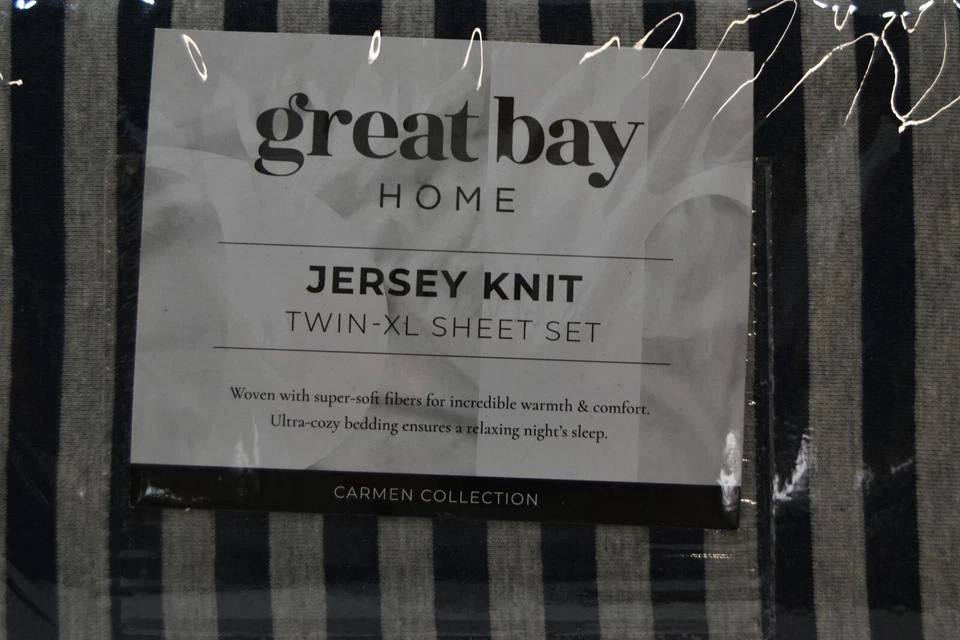 great bay
HOME
JERSEY KNIT
TWIN-XL SHEET SET
Woven with super-soft fibers for incredible warmth & comfort.
Ultra-cozy bedding ensures a relaxing night's sleep.
CARMEN COLLECTION